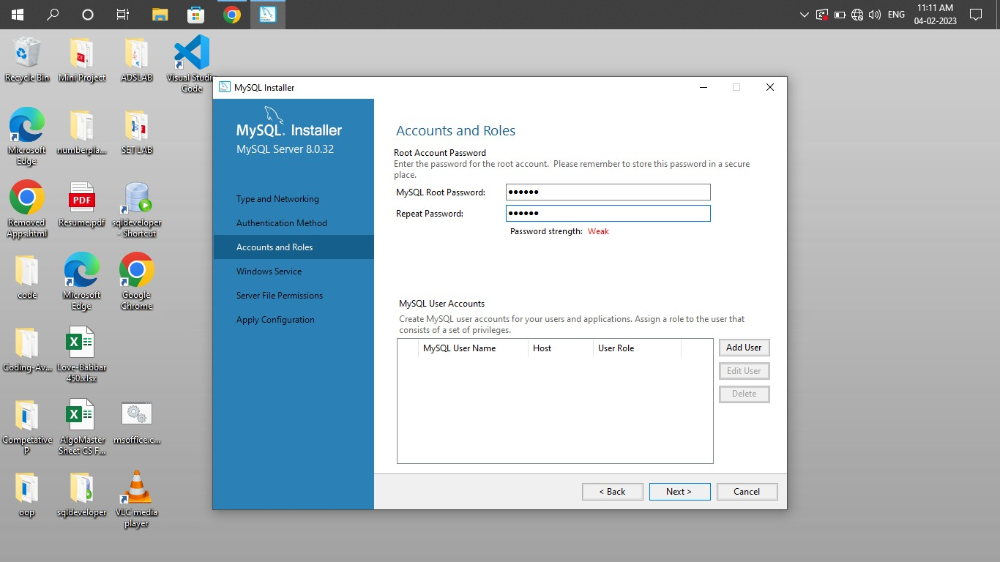 ENG
11:11 AM
04-02-2023
Recycle Bin
Mini Project
ADSLAB
Visual Studi
Code
Microsoft
Edge
numberpla...
SET LAB
Removed
Apps.html
PDF
Resume.pdf
sqldeveloper
- Shortcut
code
Microsoft
Edge
Google
Chrome
Coding-Av...
Love-Babbar
450.xlsx
Competative
P
AlgoMaster
Sheet CS F...
msoffice.c...
oop
sqldeveloper
VLC media
player
MySQL Installer
MySQL. Installer
MySQL Server 8.0.32
Type and Networking
Authentication Method
Accounts and Roles
Windows Service
Server File Permissions
Apply Configuration
Accounts and Roles
Root Account Password
Enter the password for the root account.  Please remember to store this password in a secure
place.
MySQL Root Password: ●●●●●●
Repeat Password: ●●●●●●
Password strength: Weak
MySQL User Accounts
Create MySQL user accounts for your users and applications. Assign a role to the user that
consists of a set of privileges.
MySQL User Name Host User Role
Add User
Edit User
Delete
< Back Next > Cancel